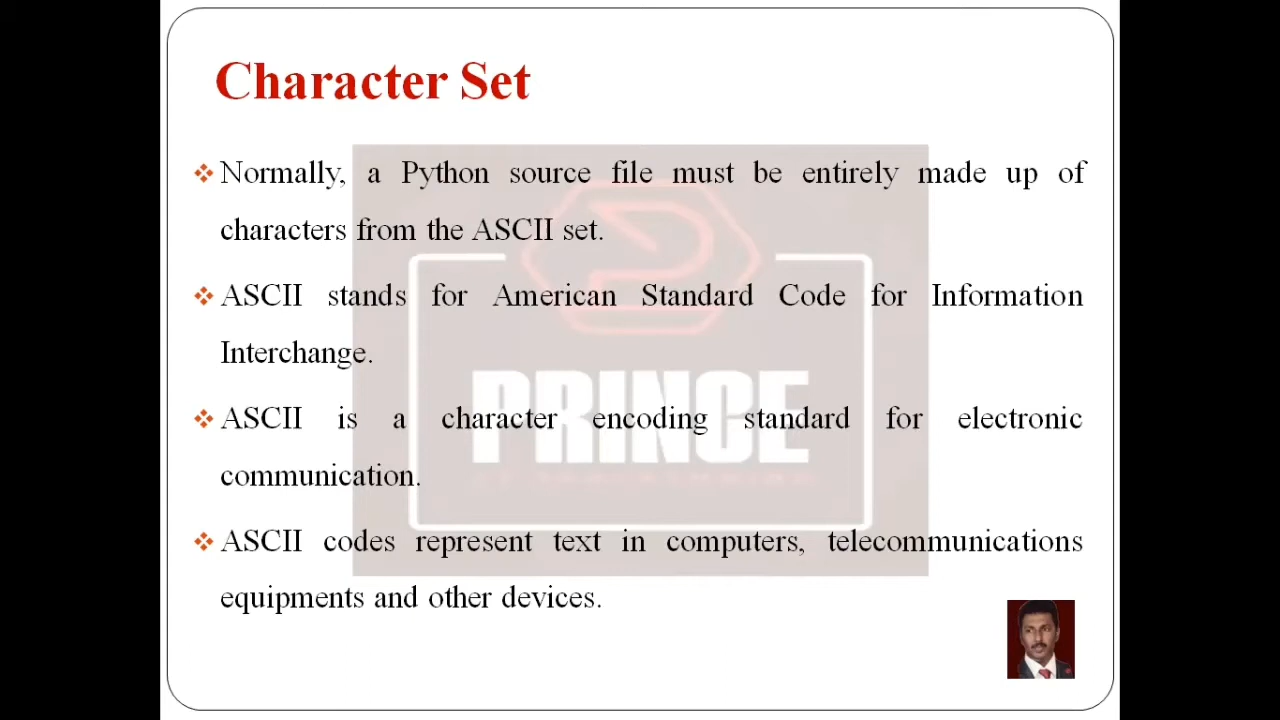 Character Set
Normally, a Python source file must be entirely made up of
characters from the ASCII set.
ASCII stands for American Standard Code for Information
Interchange.
PRINCE
ASCII is a character encoding standard for electronic
communication.
ASCII codes represent text in computers, telecommunications
equipments and other devices.